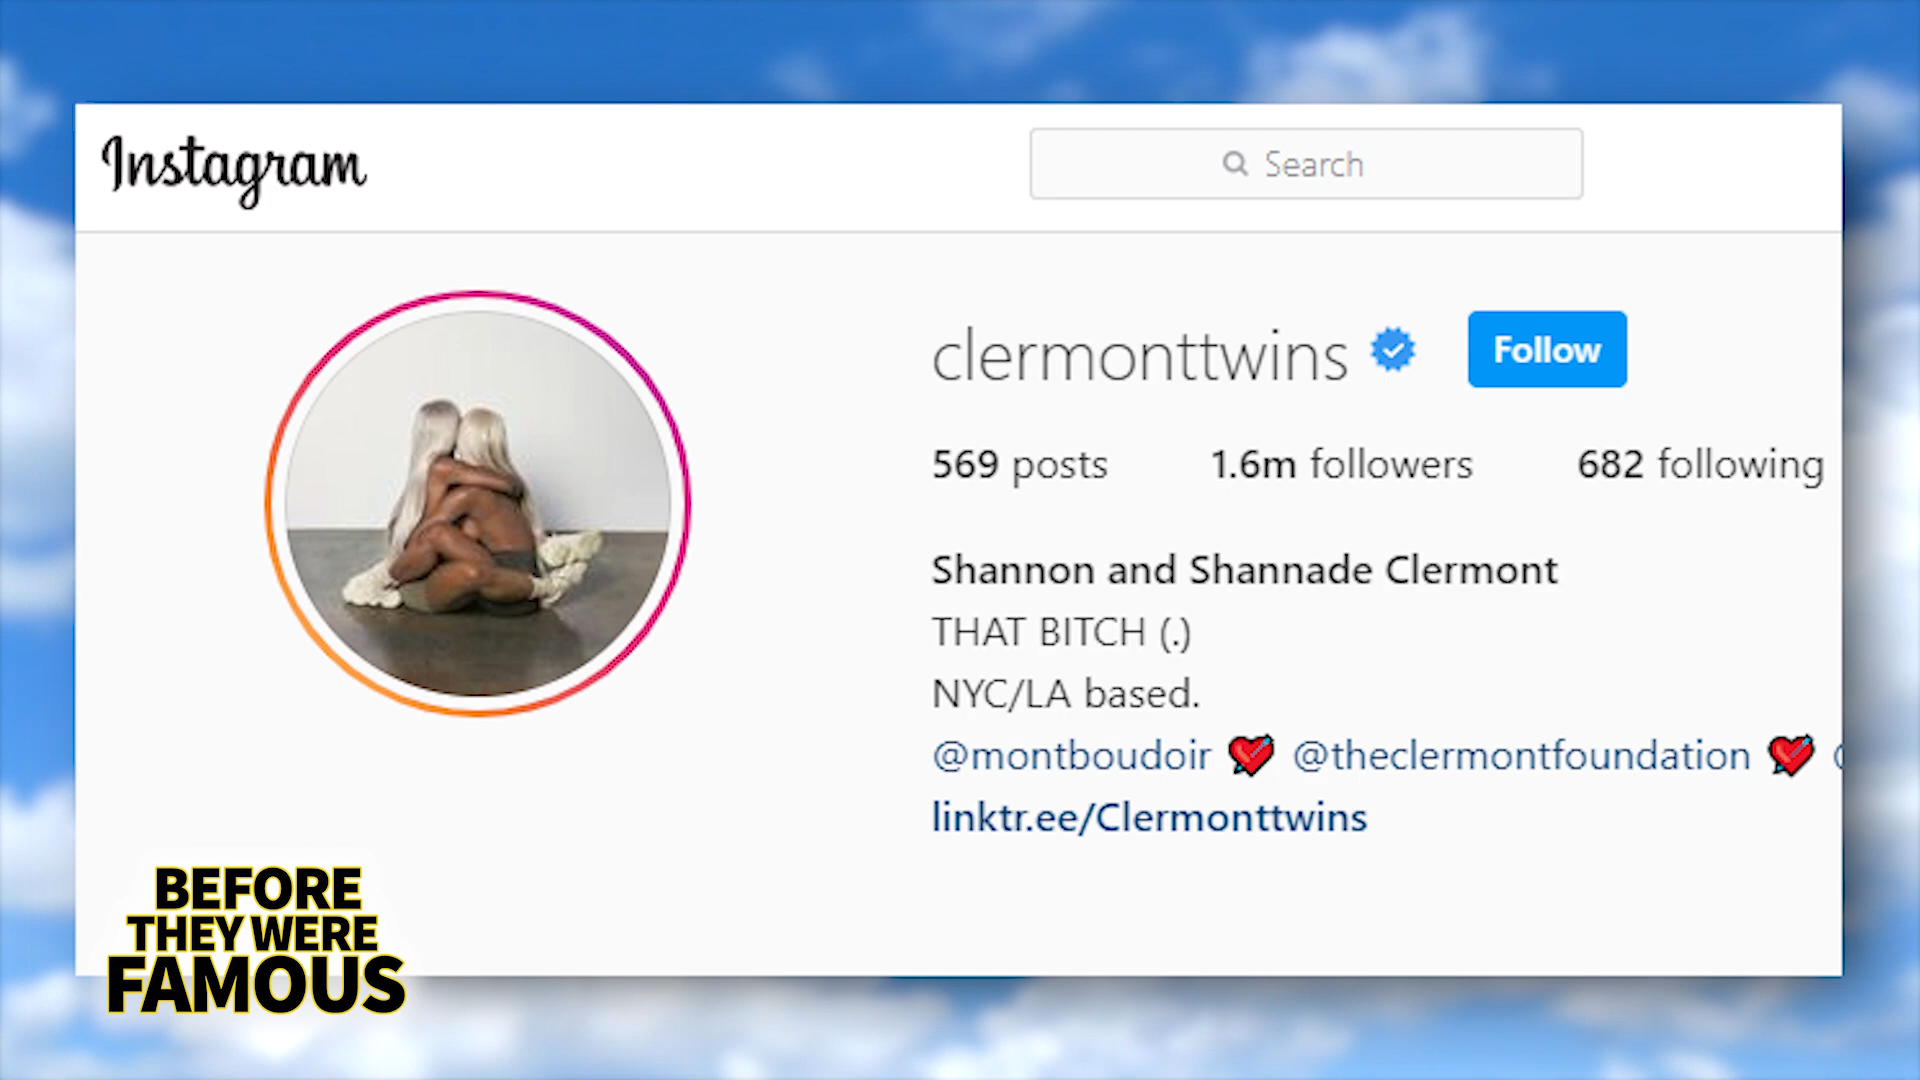 Instagram
Search
clermonttwins
Follow
569 posts 1.6m followers 682 following
Shannon and Shannade Clermont
THAT BITCH (.)
NYC/LA based.
@montboudoir 💘 @theclermontfoundation 💘
linktr.ee/Clermonttwins
BEFORE
THEY WERE
FAMOUS